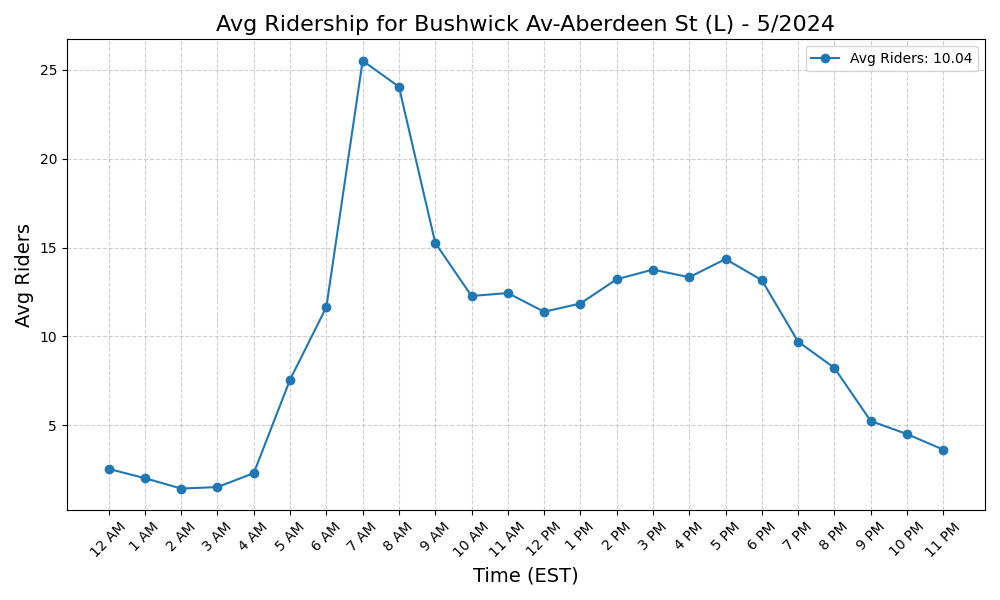 Avg Ridership for Bushwick Av-Aberdeen St (L) - 5/2024
Avg Riders: 10.04
Avg Riders
25
20
15
10
5
12 AM
1 AM
2 AM
3 AM
4 AM
5 AM
6 AM
7 AM
8 AM
9 AM
10 AM
11 AM
12 PM
1 PM
2 PM
3 PM
4 PM
5 PM
6 PM
7 PM
8 PM
9 PM
10 PM
11 PM
Time (EST)